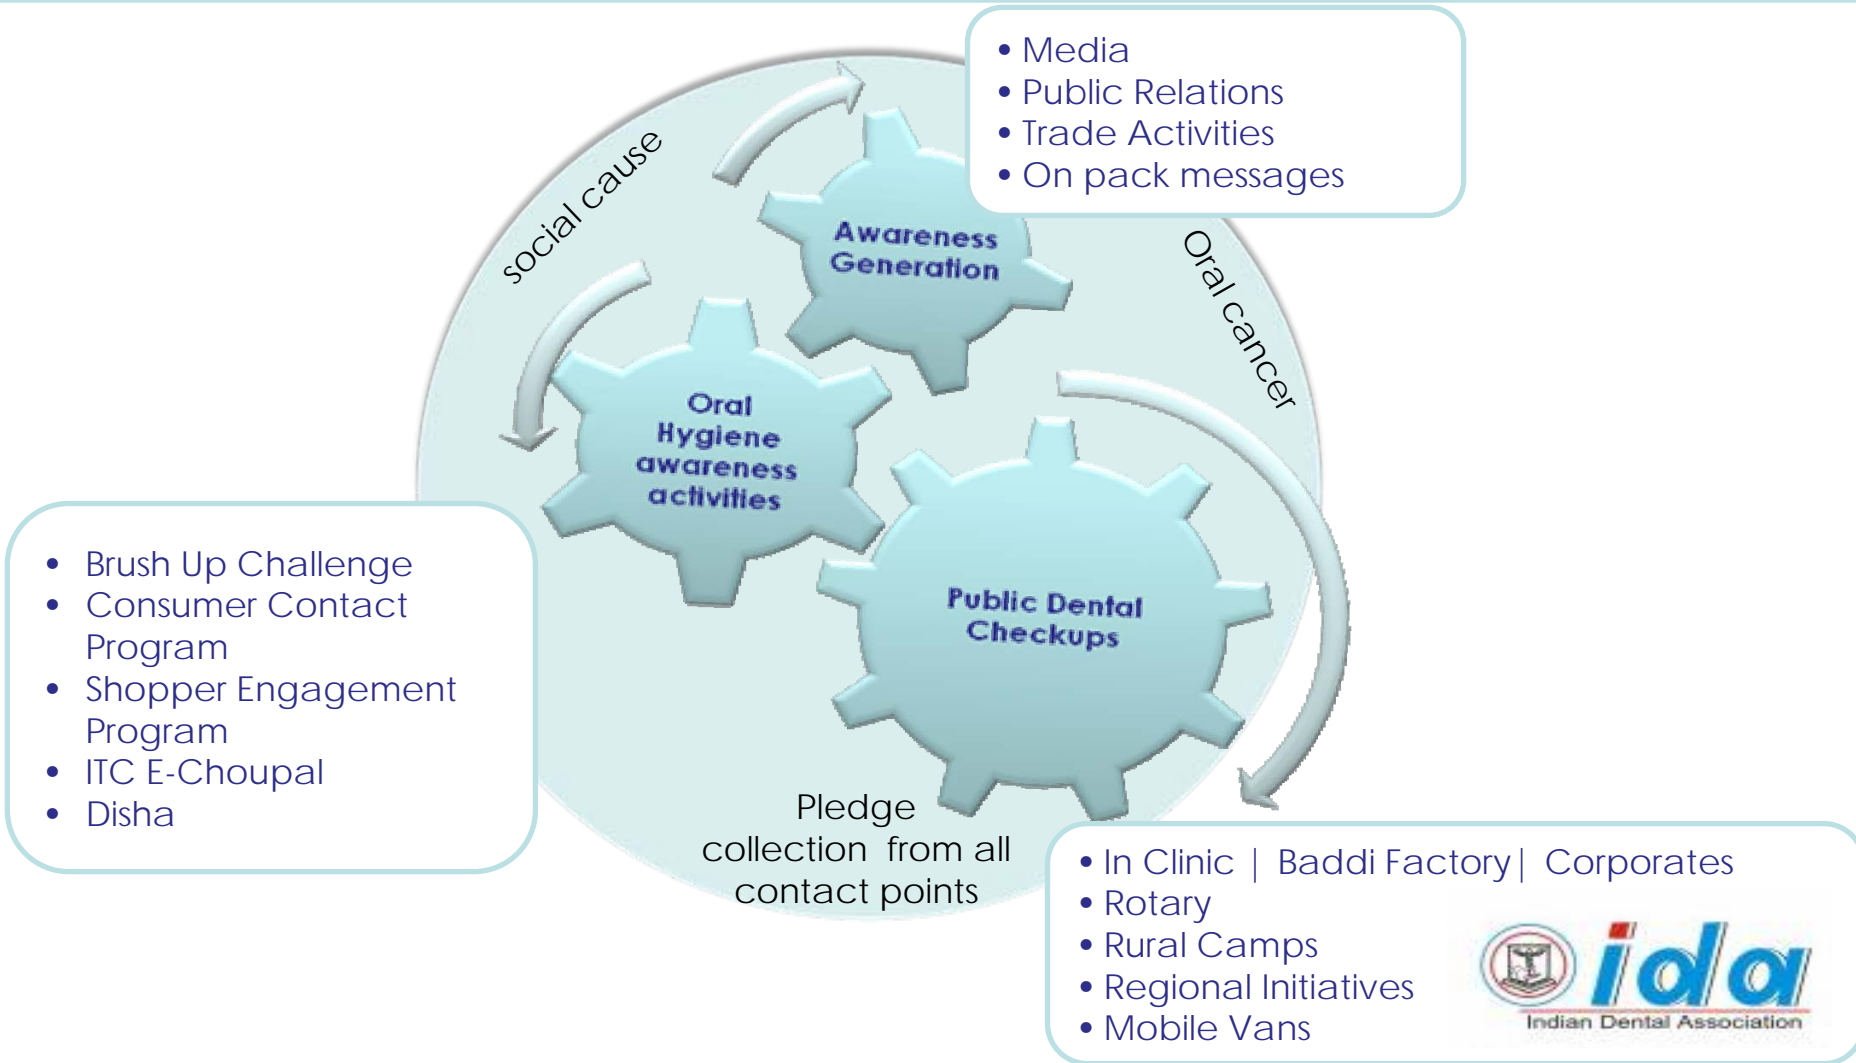 • Media
• Public Relations
• Trade Activities
• On pack messages
social cause
Oral cancer
Awareness
Generation
Oral
Hygiene
awareness
activities
Public Dental
Checkups
• Brush Up Challenge
• Consumer Contact
Program
• Shopper Engagement
Program
• ITC E-Choupal
• Disha
Pledge
collection from all
contact points
• In Clinic | Baddi Factory| Corporates
• Rotary
• Rural Camps
• Regional Initiatives
• Mobile Vans
ida
Indian Dental Association